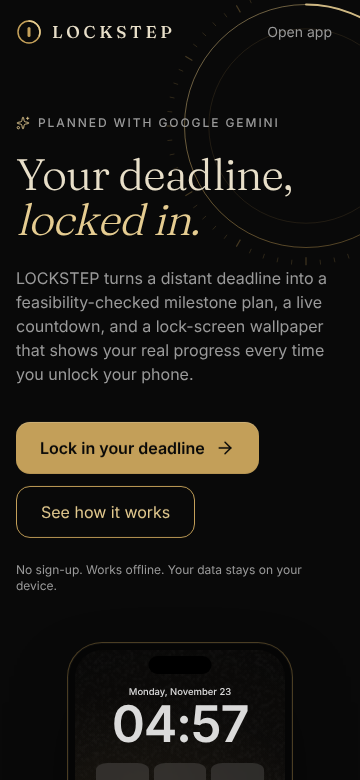 LOCKSTEP
Open app
PLANNED WITH GOOGLE GEMINI
Your deadline,
locked in.
LOCKSTEP turns a distant deadline into a
feasibility-checked milestone plan, a live
countdown, and a lock-screen wallpaper
that shows your real progress every time
you unlock your phone.
Lock in your deadline →
See how it works
No sign-up. Works offline. Your data stays on your
device.
Monday, November 23
04:57